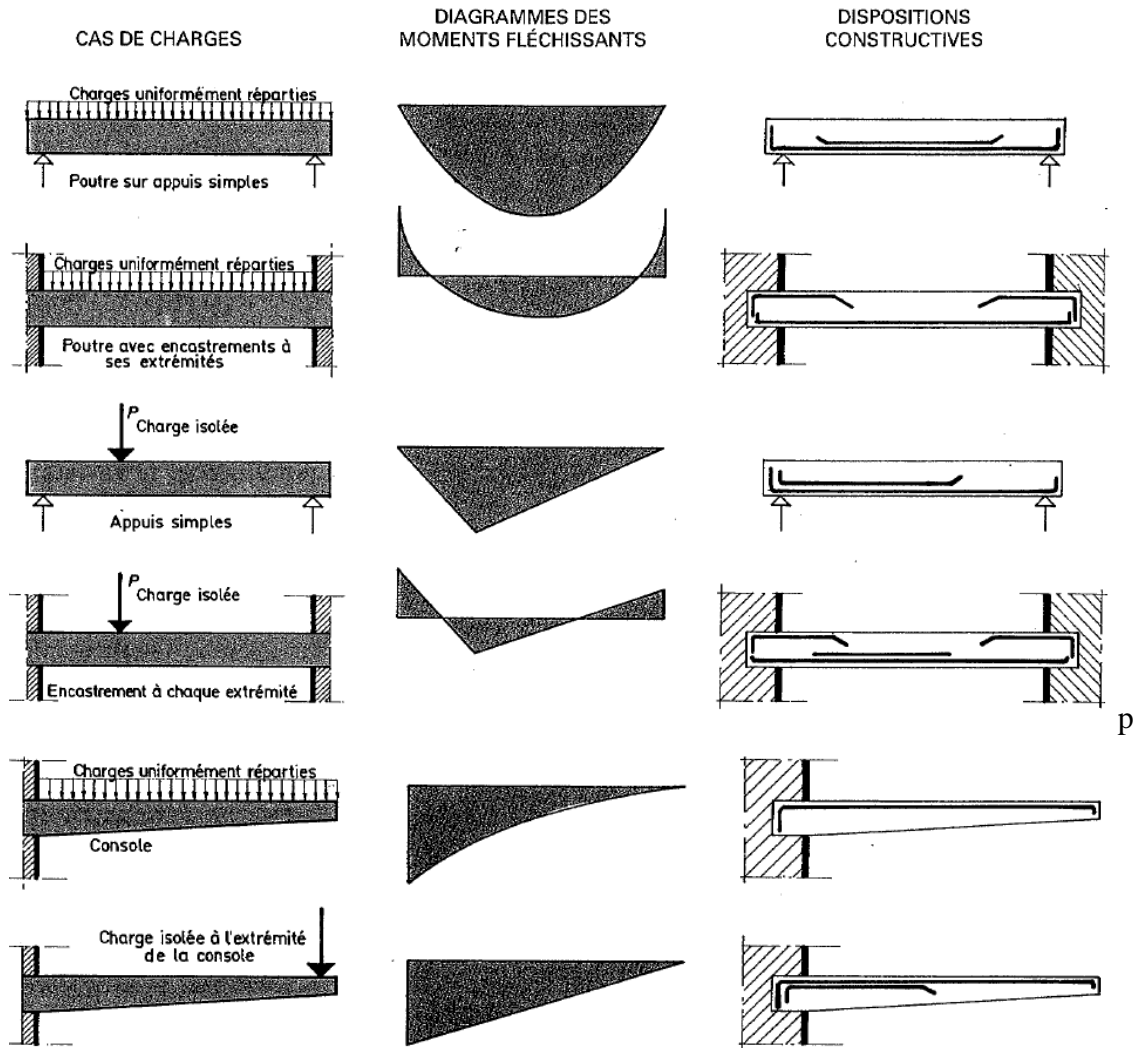 CAS DE CHARGES
DIAGRAMMES DES
MOMENTS FLÉCHISSANTS
DISPOSITIONS
CONSTRUCTIVES
Charges uniformément réparties
Poutre sur appuis simples
Charges uniformément réparties
Poutre avec encastrements à
ses extrémités
P
Charge isolée
Appuis simples
P
Charge isolée
Encastrement à chaque extrémité
p
Charges uniformément réparties
Console
Charge isolée à l'extrémité
de la console